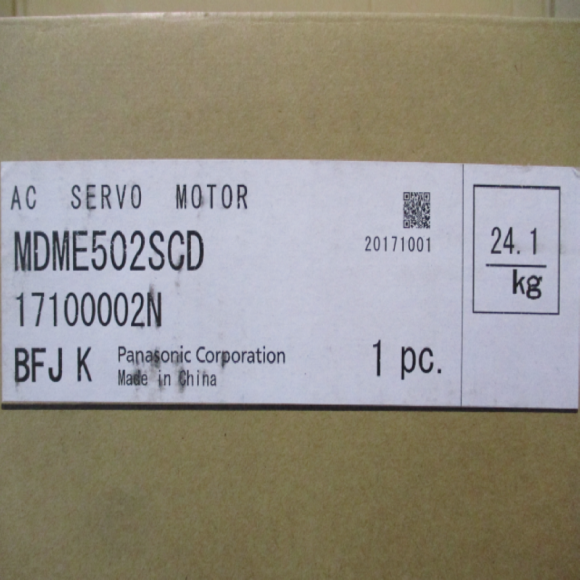 AC SERVO MOTOR
MDME502SCD
20171001
17100002N
BFJ K
Panasonic Corporation
Made in China
1 pc.
24.1
kg